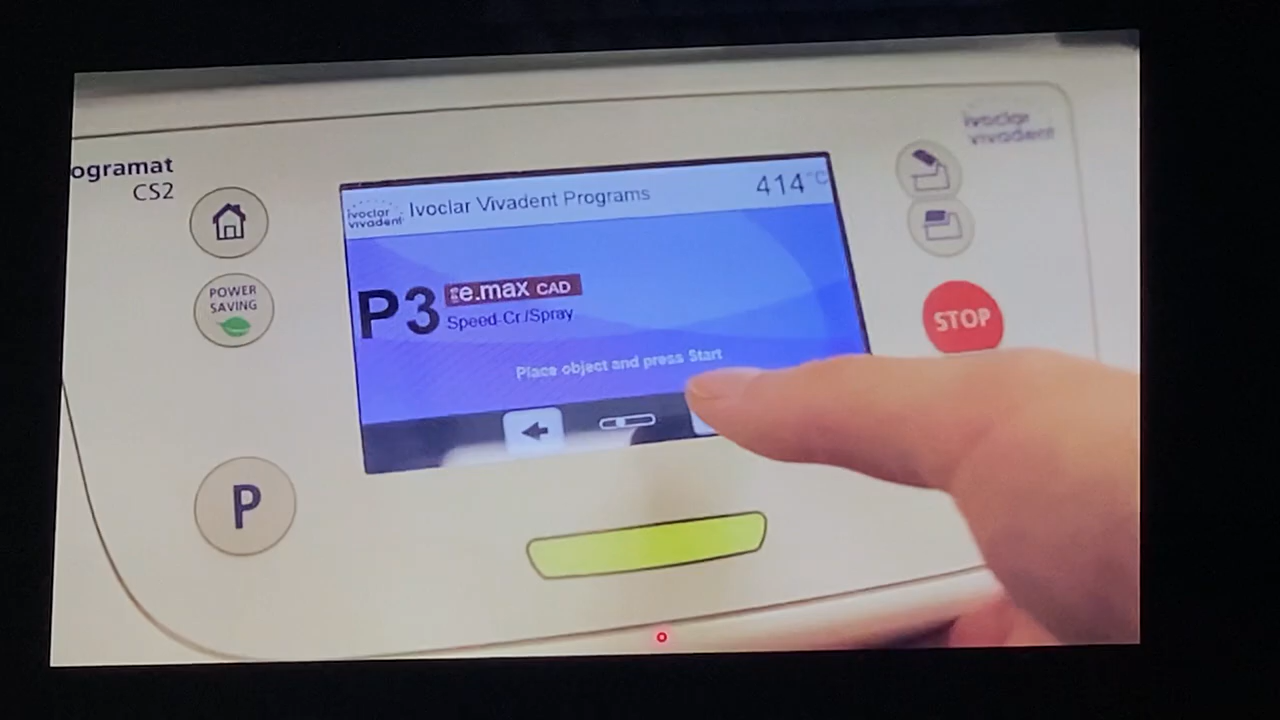 ogramat
CS2
POWER
SAVING
P
ivoclar
vivadent
Ivoclar Vivadent Programs
414°C
P3
e.max CAD
Speed-Cr./Spray
Place object and press Start
ivoclar
vivadent
STOP